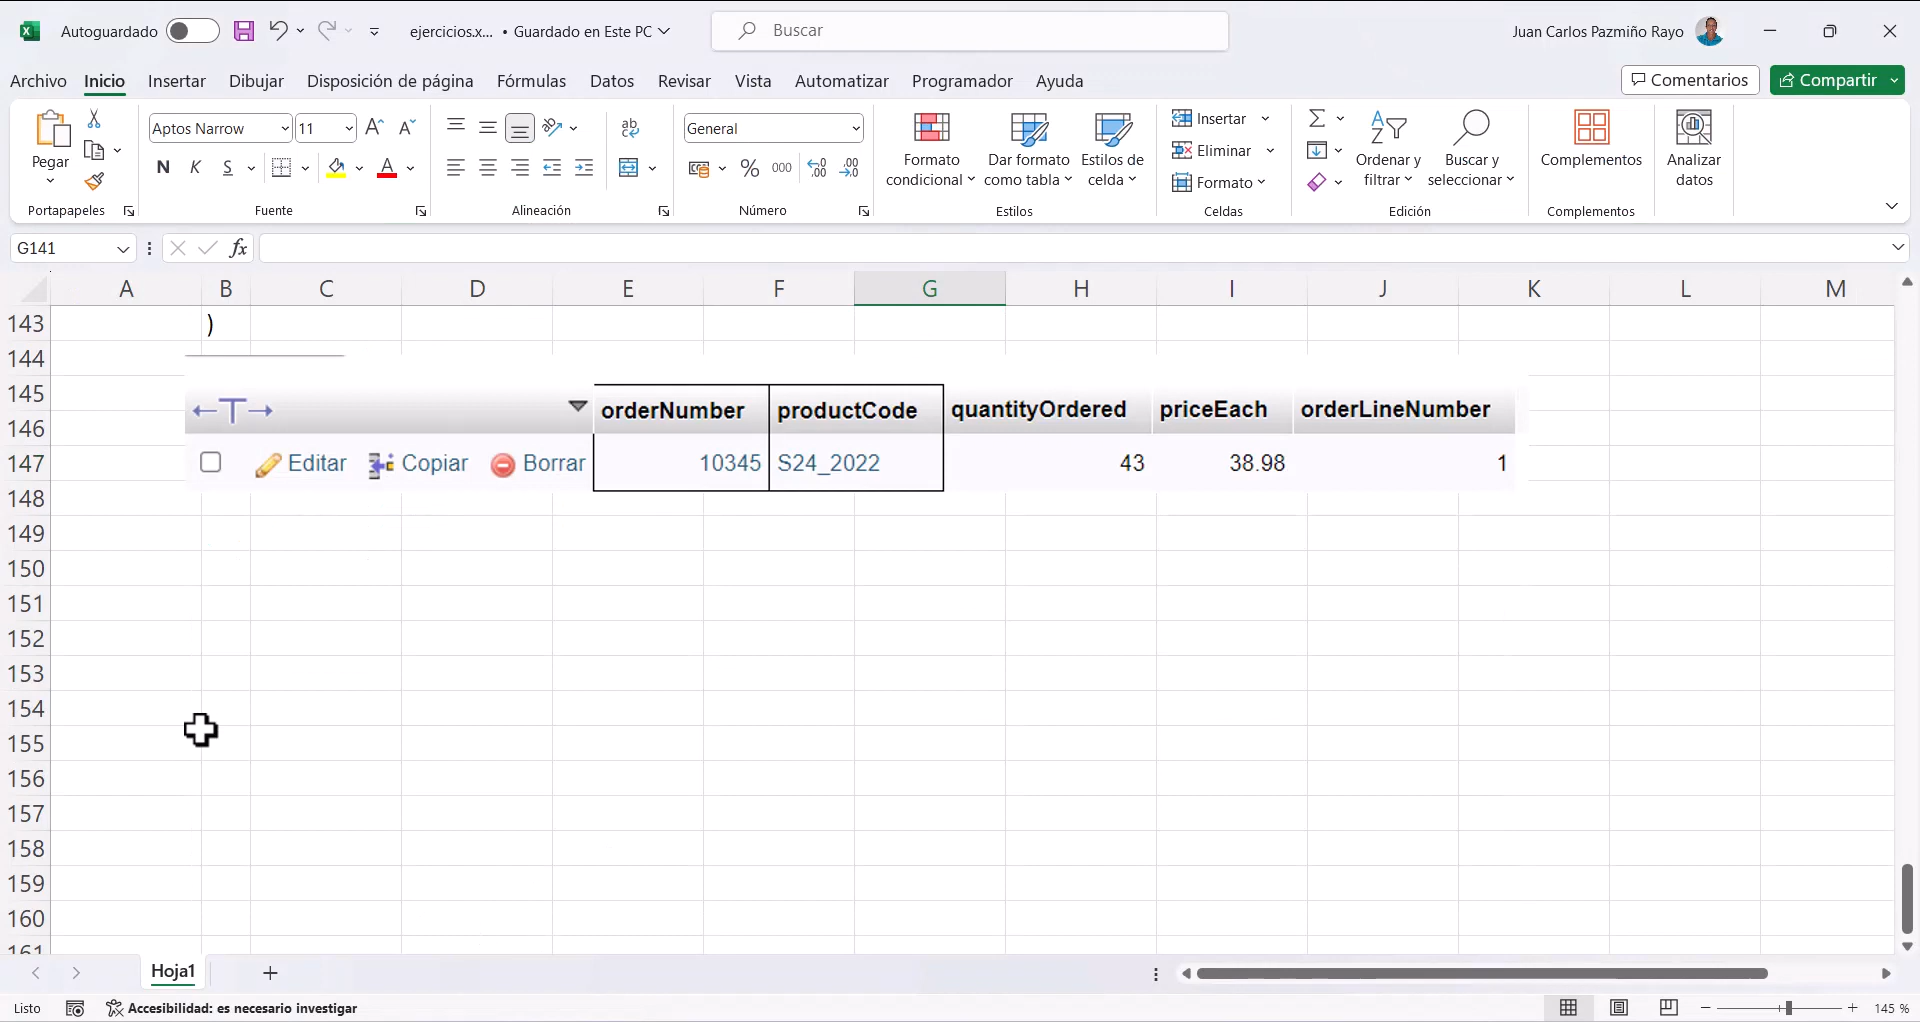 Autoguardado
ejercicios.x... • Guardado en Este PC
Buscar
Juan Carlos Pazmiño Rayo
Archivo Inicio Insertar Dibujar Disposición de página Fórmulas Datos Revisar Vista Automatizar Programador Ayuda
Comentarios
Compartir
Pegar
Portapapeles
Aptos Narrow 11
N K S
Fuente
ab
Alineación
General
% 000
Número
Formato condicional
Dar formato como tabla
Estilos de celda
Estilos
Insertar
Eliminar
Formato
Celdas
Ordenar y filtrar
Buscar y seleccionar
Edición
Complementos
Complementos
Analizar datos
G141
fx
A B C D E F G H I J K L M
143 )
144
145
146
orderNumber productCode quantityOrdered priceEach orderLineNumber
147 Editar Copiar Borrar 10345 S24_2022 43 38.98 1
148
149
150
151
152
153
154
155
156
157
158
159
160
161
Hoja1
Listo
Accesibilidad: es necesario investigar
145 %